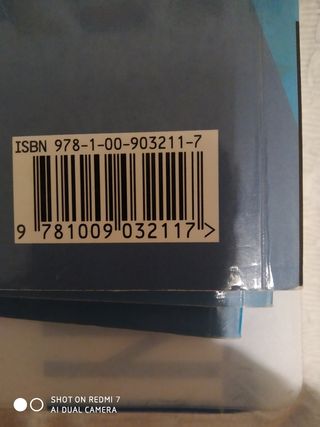 ISBN 978-1-00-903211-7
9 781009 032117 >
SHOT ON REDMI 7
AI DUAL CAMERA